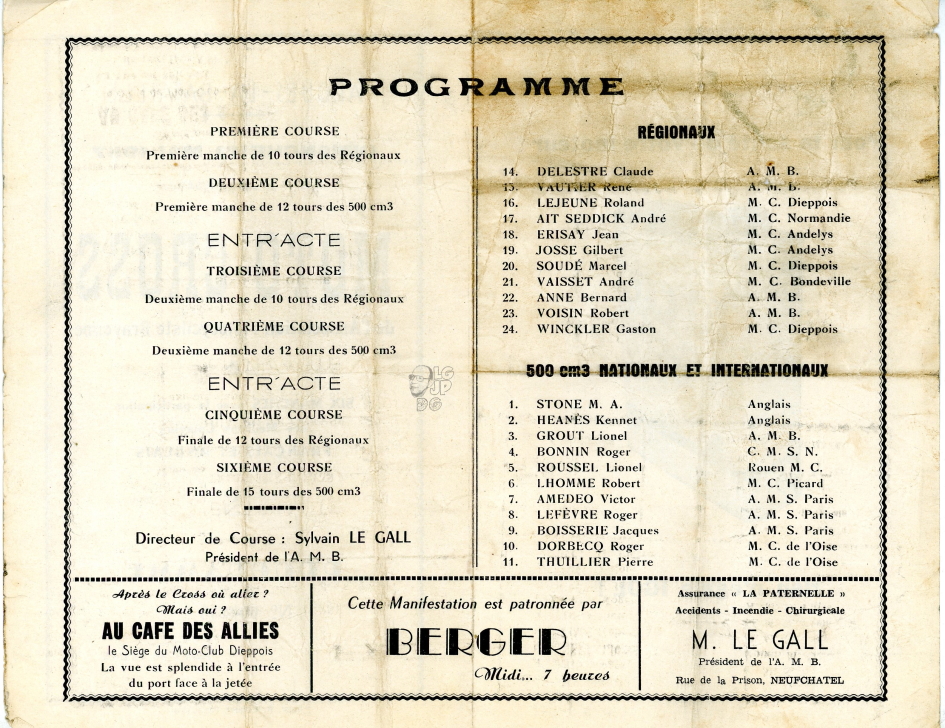 PROGRAMME
PREMIÈRE COURSE
Première manche de 10 tours des Régionaux
DEUXIÈME COURSE
Première manche de 12 tours des 500 cm3
ENTR'ACTE
TROISIÈME COURSE
Deuxième manche de 10 tours des Régionaux
QUATRIÈME COURSE
Deuxième manche de 12 tours des 500 cm3
ENTR'ACTE
CINQUIÈME COURSE
Finale de 12 tours des Régionaux
SIXIÈME COURSE
Finale de 15 tours des 500 cm3
Directeur de Course : Sylvain LE GALL
Président de l'A. M. B.
RÉGIONAUX
14. DELESTRE Claude A. M. B.
15. VAUTIER René A. M. B.
16. LEJEUNE Roland M. C. Dieppois
17. AIT SEDDICK André M. C. Normandie
18. ERISAY Jean M. C. Andelys
19. JOSSE Gilbert M. C. Andelys
20. SOUDÉ Marcel M. C. Dieppois
21. VAISSET André M. C. Bondeville
22. ANNE Bernard A. M. B.
23. VOISIN Robert A. M. B.
24. WINCKLER Gaston M. C. Dieppois
500 cm3 NATIONAUX ET INTERNATIONAUX
1. STONE M. A. Anglais
2. HEANÈS Kennet Anglais
3. GROUT Lionel A. M. B.
4. BONNIN Roger C. M. S. N.
5. ROUSSEL Lionel Rouen M. C.
6 LHOMME Robert M. C. Picard
7. AMEDEO Victor A. M. S. Paris
8. LEFÈVRE Roger A. M. S. Paris
9. BOISSERIE Jacques A. M. S. Paris
10. DORBECQ Roger M. C. de l'Oise
11. THUILLIER Pierre M. C. de l'Oise
LG
JP
DG
Après le Cross où aller ?
Mais oui ?
AU CAFE DES ALLIES
le Siège du Moto-Club Dieppois
La vue est splendide à l'entrée
du port face à la jetée
Cette Manifestation est patronnée par
BERGER
Midi... 7 heures
Assurance « LA PATERNELLE »
Accidents - Incendie - Chirurgicale
M. LE GALL
Président de l'A. M. B.
Rue de la Prison, NEUFCHATEL